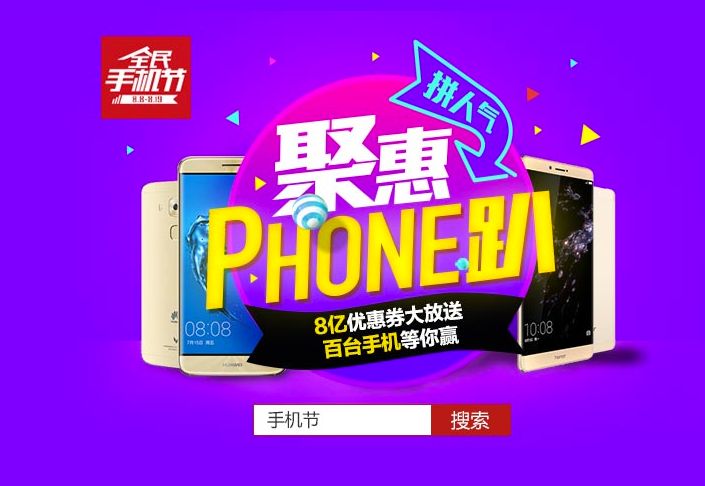 全民
手机节
8.8-8.19
拼人气
聚惠
PHONE趴
8亿优惠券大放送
百台手机等你赢
08:08
HUAWEI
10:08
honor
手机节
搜索